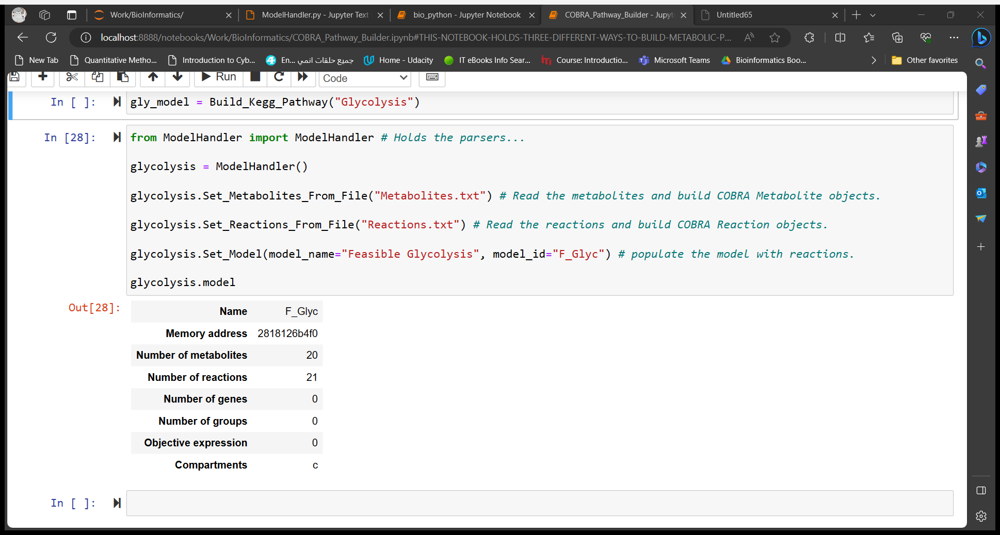 Work/BioInformatics/
ModelHandler.py - Jupyter Text
bio_python - Jupyter Notebook
COBRA_Pathway_Builder - Jupyt
Untitled65
localhost:8888/notebooks/Work/BioInformatics/COBRA_Pathway_Builder.ipynb#THIS-NOTEBOOK-HOLDS-THREE-DIFFERENT-WAYS-TO-BUILD-METABOLIC-P...
New Tab
Quantitative Metho...
Introduction to Cyb...
En... جميع حلقات انمي
Home - Udacity
IT eBooks Info Sear...
Course: Introductio...
Microsoft Teams
Bioinformatics Boo...
Other favorites
Run
Code
In [ ]: gly_model = Build_Kegg_Pathway("Glycolysis")
In [28]: from ModelHandler import ModelHandler # Holds the parsers...
glycolysis = ModelHandler()
glycolysis.Set_Metabolites_From_File("Metabolites.txt") # Read the metabolites and build COBRA Metabolite objects.
glycolysis.Set_Reactions_From_File("Reactions.txt") # Read the reactions and build COBRA Reaction objects.
glycolysis.Set_Model(model_name="Feasible Glycolysis", model_id="F_Glyc") # populate the model with reactions.
glycolysis.model
Out[28]:
Name F_Glyc
Memory address 2818126b4f0
Number of metabolites 20
Number of reactions 21
Number of genes 0
Number of groups 0
Objective expression 0
Compartments c
In [ ]: